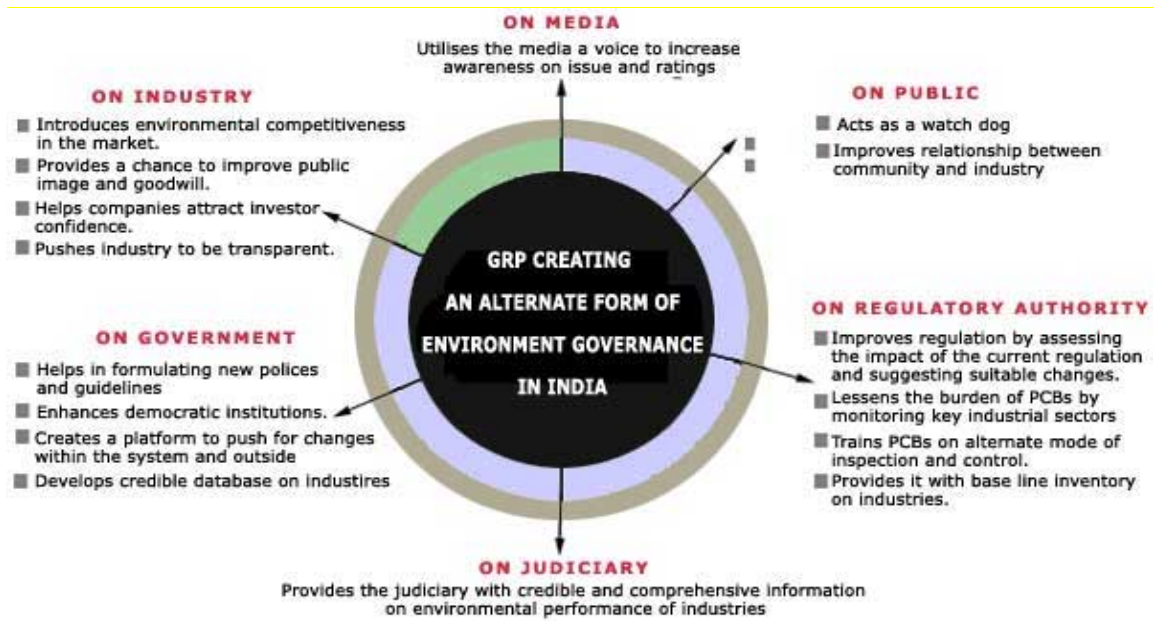 ON MEDIA
Utilises the media a voice to increase
awareness on issue and ratings
ON INDUSTRY
Introduces environmental competitiveness
in the market.
Provides a chance to improve public
image and goodwill.
Helps companies attract investor
confidence.
Pushes industry to be transparent.
ON PUBLIC
Acts as a watch dog
Improves relationship between
community and industry
GRP CREATING
AN ALTERNATE FORM OF
ENVIRONMENT GOVERNANCE
IN INDIA
ON GOVERNMENT
Helps in formulating new polices
and guidelines
Enhances democratic institutions.
Creates a platform to push for changes
within the system and outside
Develops credible database on industires
ON REGULATORY AUTHORITY
Improves regulation by assessing
the impact of the current regulation
and suggesting suitable changes.
Lessens the burden of PCBs by
monitoring key industrial sectors
Trains PCBs on alternate mode of
inspection and control.
Provides it with base line inventory
on industries.
ON JUDICIARY
Provides the judiciary with credible and comprehensive information
on environmental performance of industries